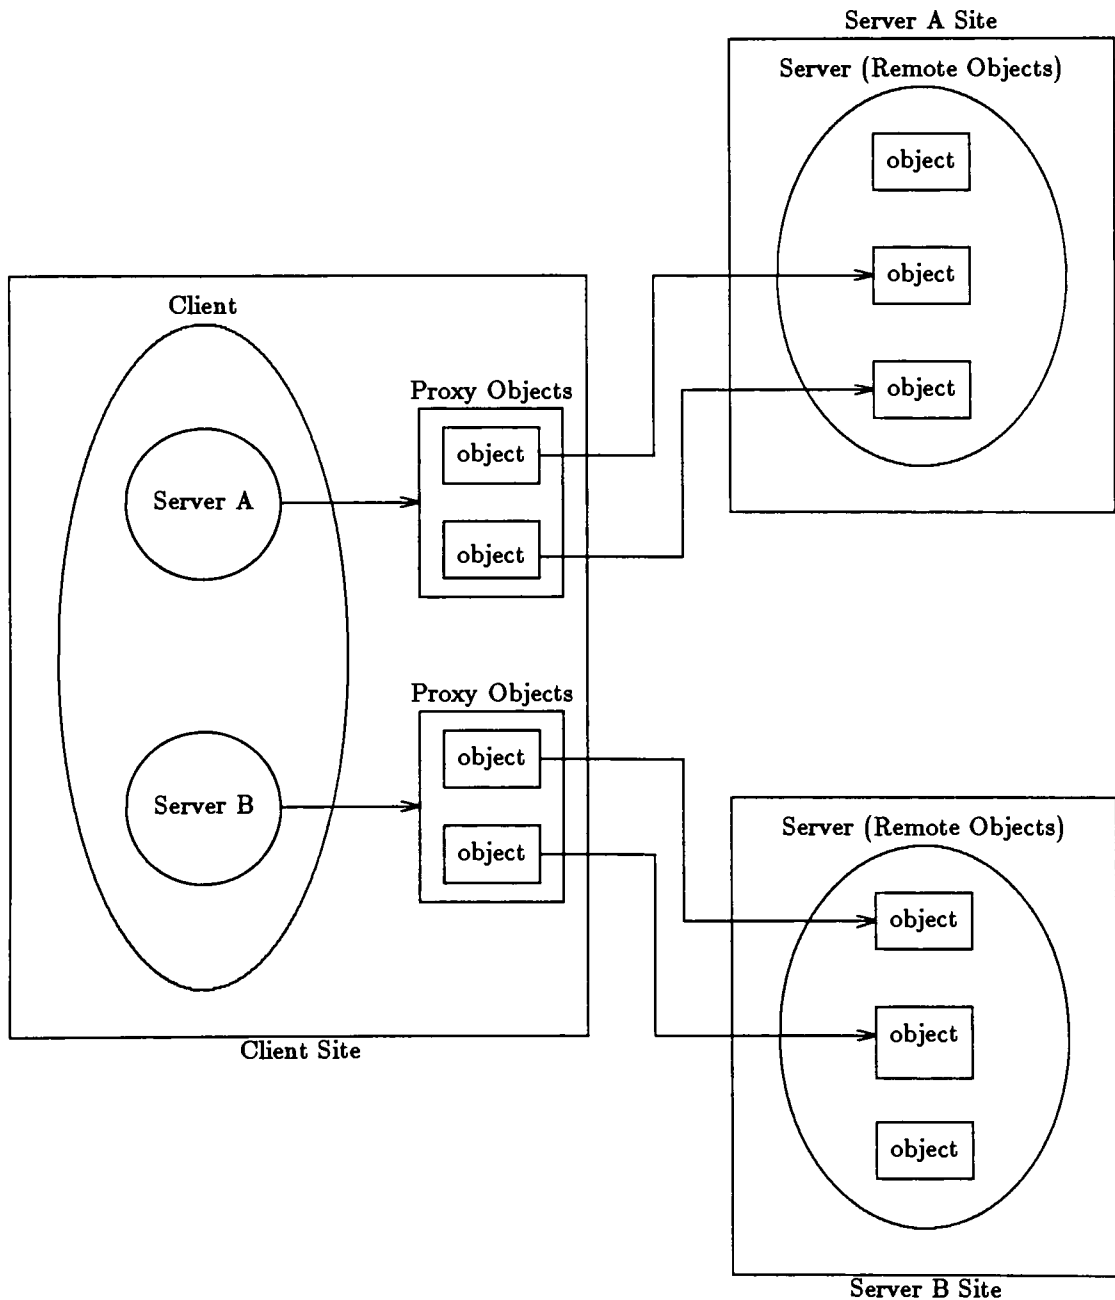 Server A Site
Server (Remote Objects)
object
object
object
Client
Proxy Objects
object
Server A
object
Proxy Objects
object
Server B
object
Client Site
Server (Remote Objects)
object
object
object
Server B Site